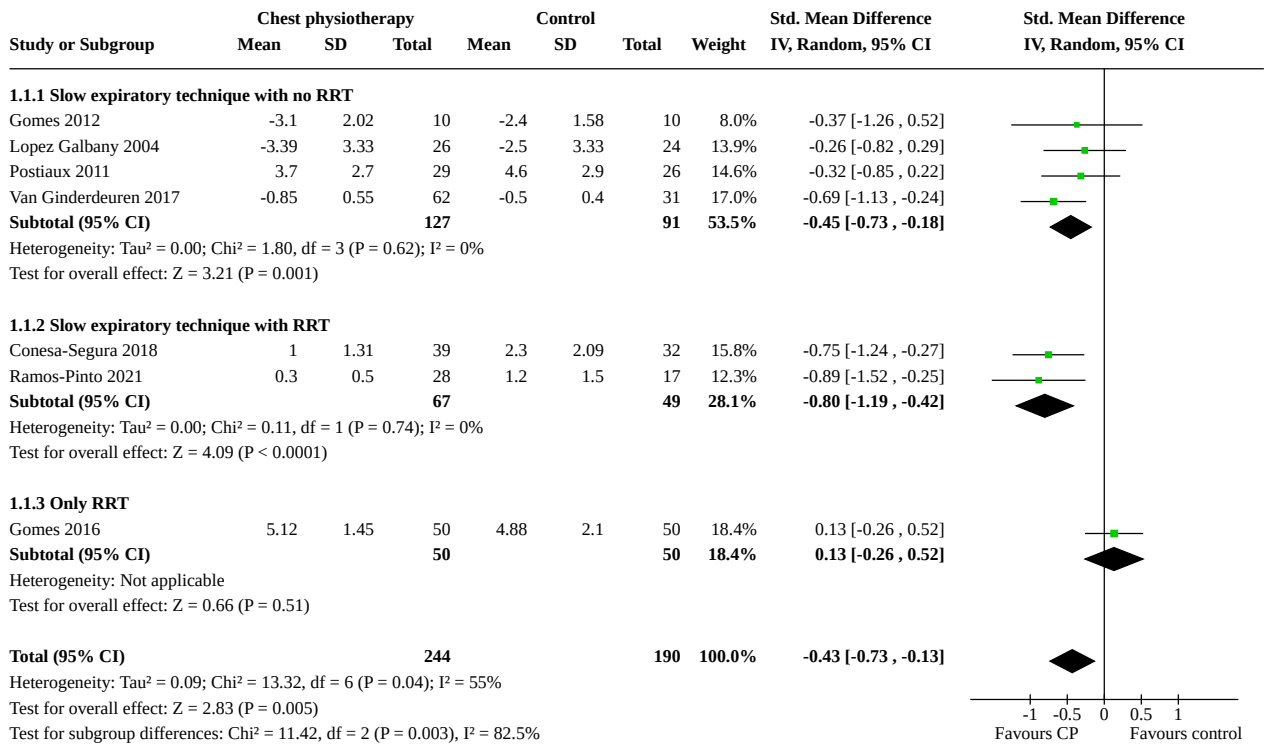 Chest physiotherapy Control Std. Mean Difference Std. Mean Difference
Study or Subgroup Mean SD Total Mean SD Total Weight IV, Random, 95% CI IV, Random, 95% CI
1.1.1 Slow expiratory technique with no RRT
Gomes 2012 -3.1 2.02 10 -2.4 1.58 10 8.0% -0.37 [-1.26 , 0.52]
Lopez Galbany 2004 -3.39 3.33 26 -2.5 3.33 24 13.9% -0.26 [-0.82 , 0.29]
Postiaux 2011 3.7 2.7 29 4.6 2.9 26 14.6% -0.32 [-0.85 , 0.22]
Van Ginderdeuren 2017 -0.85 0.55 62 -0.5 0.4 31 17.0% -0.69 [-1.13 , -0.24]
Subtotal (95% CI) 127 91 53.5% -0.45 [-0.73 , -0.18]
Heterogeneity: Tau² = 0.00; Chi² = 1.80, df = 3 (P = 0.62); I² = 0%
Test for overall effect: Z = 3.21 (P = 0.001)
1.1.2 Slow expiratory technique with RRT
Conesa-Segura 2018 1 1.31 39 2.3 2.09 32 15.8% -0.75 [-1.24 , -0.27]
Ramos-Pinto 2021 0.3 0.5 28 1.2 1.5 17 12.3% -0.89 [-1.52 , -0.25]
Subtotal (95% CI) 67 49 28.1% -0.80 [-1.19 , -0.42]
Heterogeneity: Tau² = 0.00; Chi² = 0.11, df = 1 (P = 0.74); I² = 0%
Test for overall effect: Z = 4.09 (P < 0.0001)
1.1.3 Only RRT
Gomes 2016 5.12 1.45 50 4.88 2.1 50 18.4% 0.13 [-0.26 , 0.52]
Subtotal (95% CI) 50 50 18.4% 0.13 [-0.26 , 0.52]
Heterogeneity: Not applicable
Test for overall effect: Z = 0.66 (P = 0.51)
Total (95% CI) 244 190 100.0% -0.43 [-0.73 , -0.13]
Heterogeneity: Tau² = 0.09; Chi² = 13.32, df = 6 (P = 0.04); I² = 55%
Test for overall effect: Z = 2.83 (P = 0.005) -1 -0.5 0 0.5 1
Test for subgroup differences: Chi² = 11.42, df = 2 (P = 0.003), I² = 82.5% Favours CP Favours control